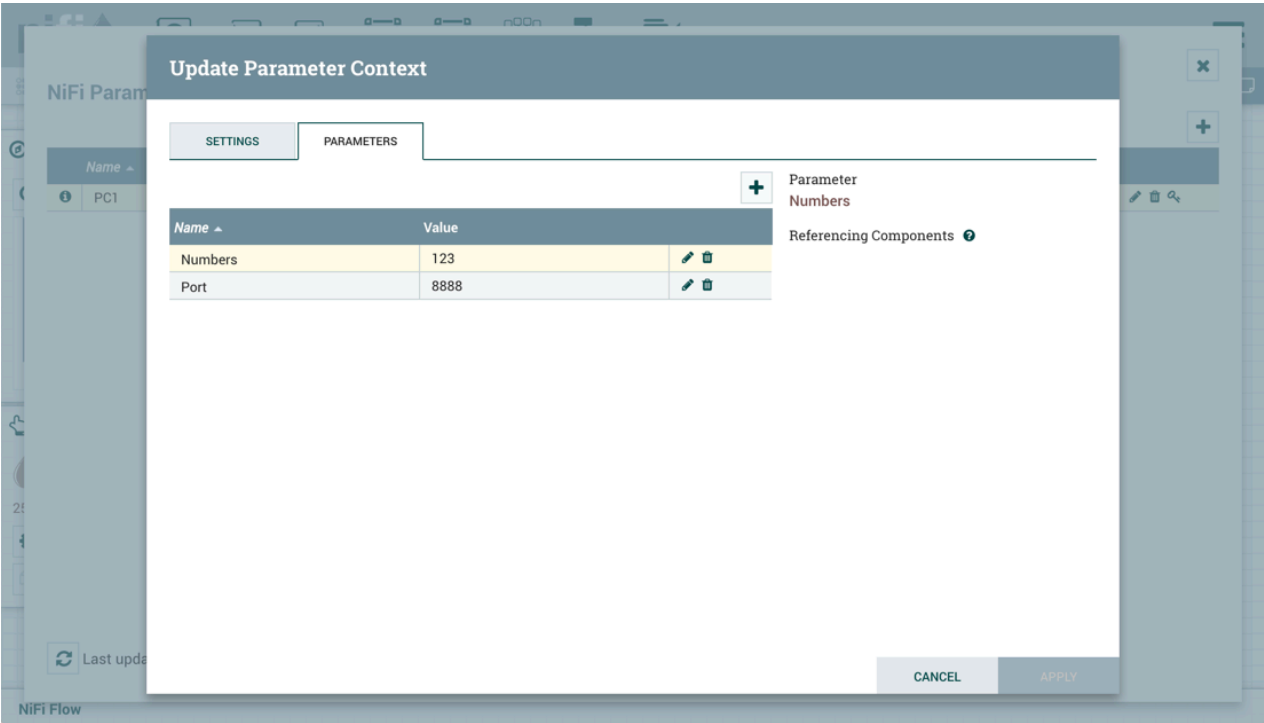 Update Parameter Context
NiFi Param
SETTINGS
PARAMETERS
Parameter
Numbers
Referencing Components
Name
Value
Numbers
123
Port
8888
Name
PC1
Last upda
CANCEL
APPLY
NiFi Flow